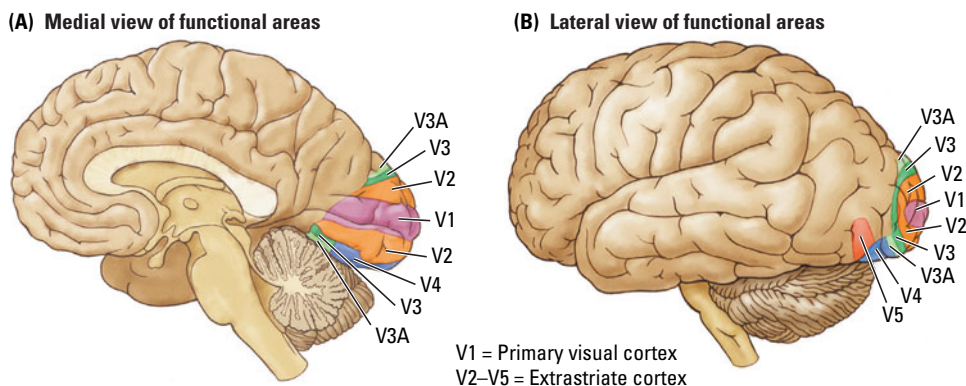 (A) Medial view of functional areas
V3A
V3
V2
V1
V2
V4
V3
V3A
(B) Lateral view of functional areas
V3A
V3
V2
V1
V2
V3
V3A
V4
V5
V1 = Primary visual cortex
V2–V5 = Extrastriate cortex